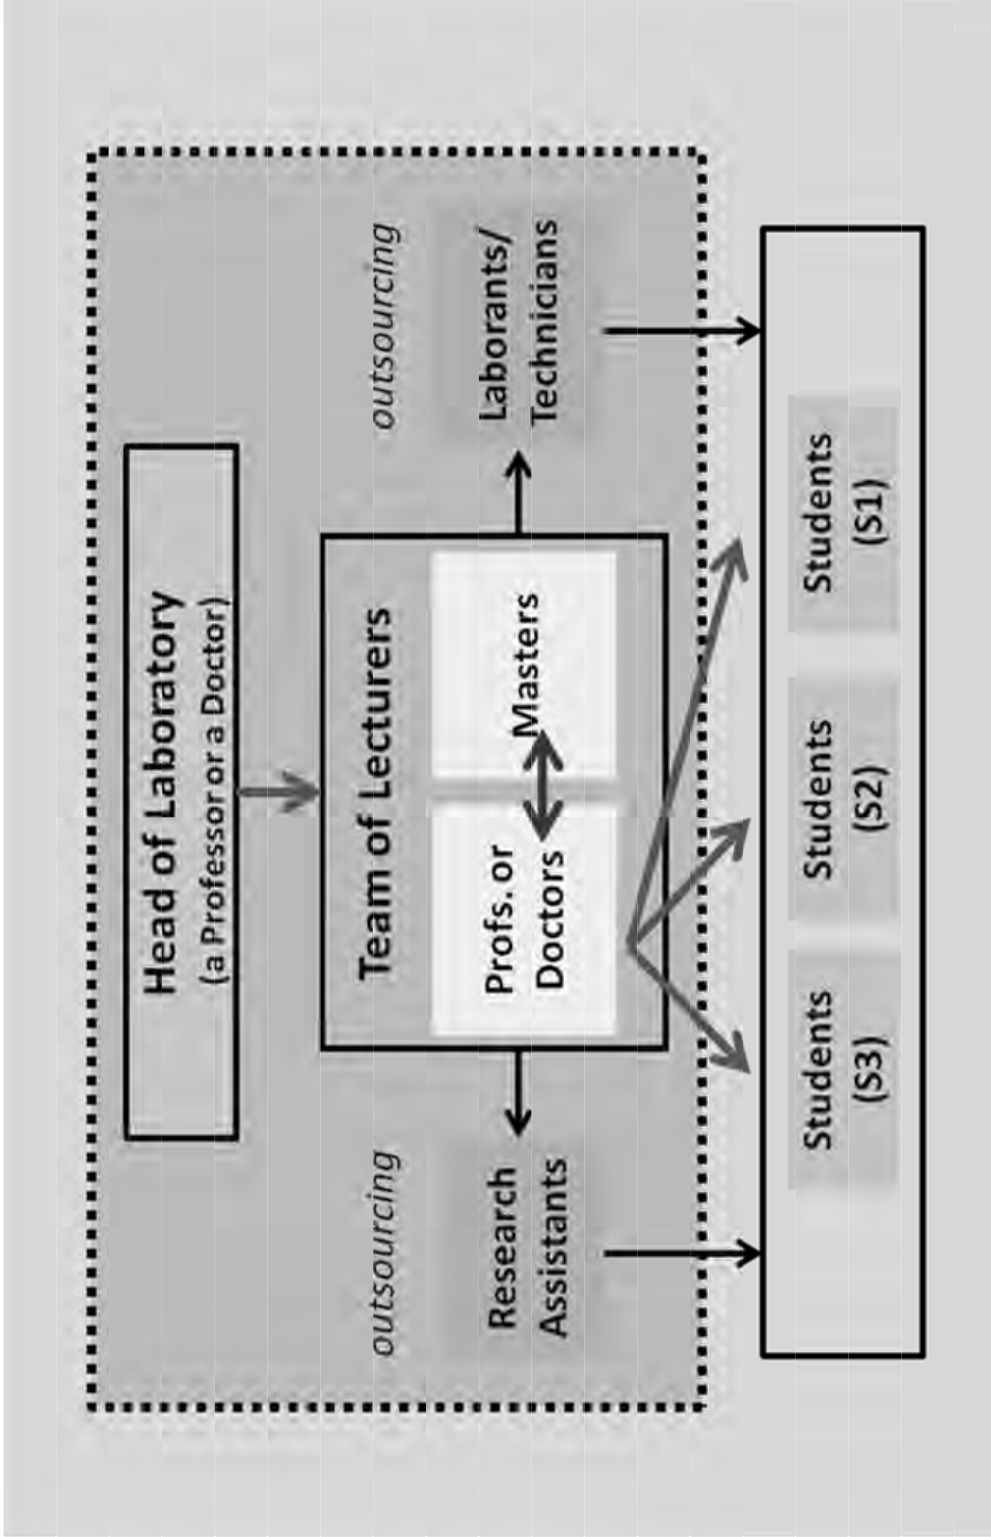 Head of Laboratory
(a Professor or a Doctor)
outsourcing
Team of Lecturers
outsourcing
Research
Assistants
Profs. or
Doctors
Masters
Laborants/
Technicians
Students
(S3)
Students
(S2)
Students
(S1)